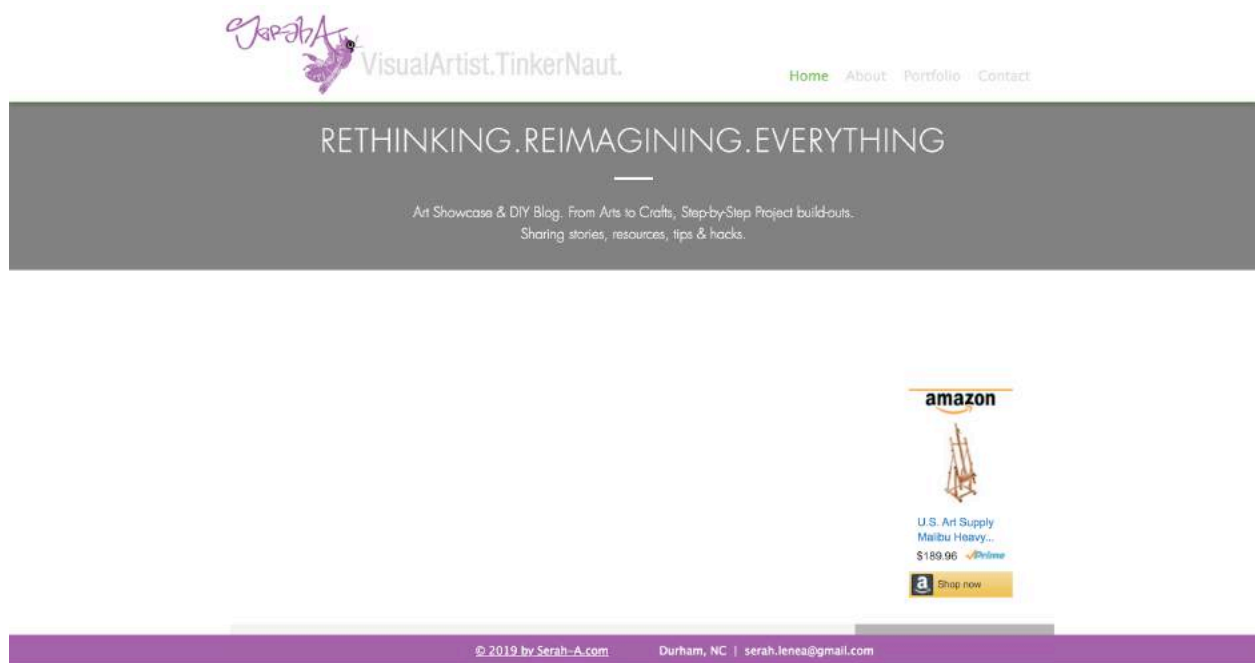 SerahA
VisualArtist.TinkerNaut.
Home About Portfolio Contact
RETHINKING.REIMAGINING.EVERYTHING
Art Showcase & DIY Blog. From Arts to Crafts, Step-by-Step Project build-outs.
Sharing stories, resources, tips & hacks.
amazon
U.S. Art Supply
Malibu Heavy...
$189.96 Prime
a Shop now
© 2019 by Serah-A.com Durham, NC | serah.lenea@gmail.com